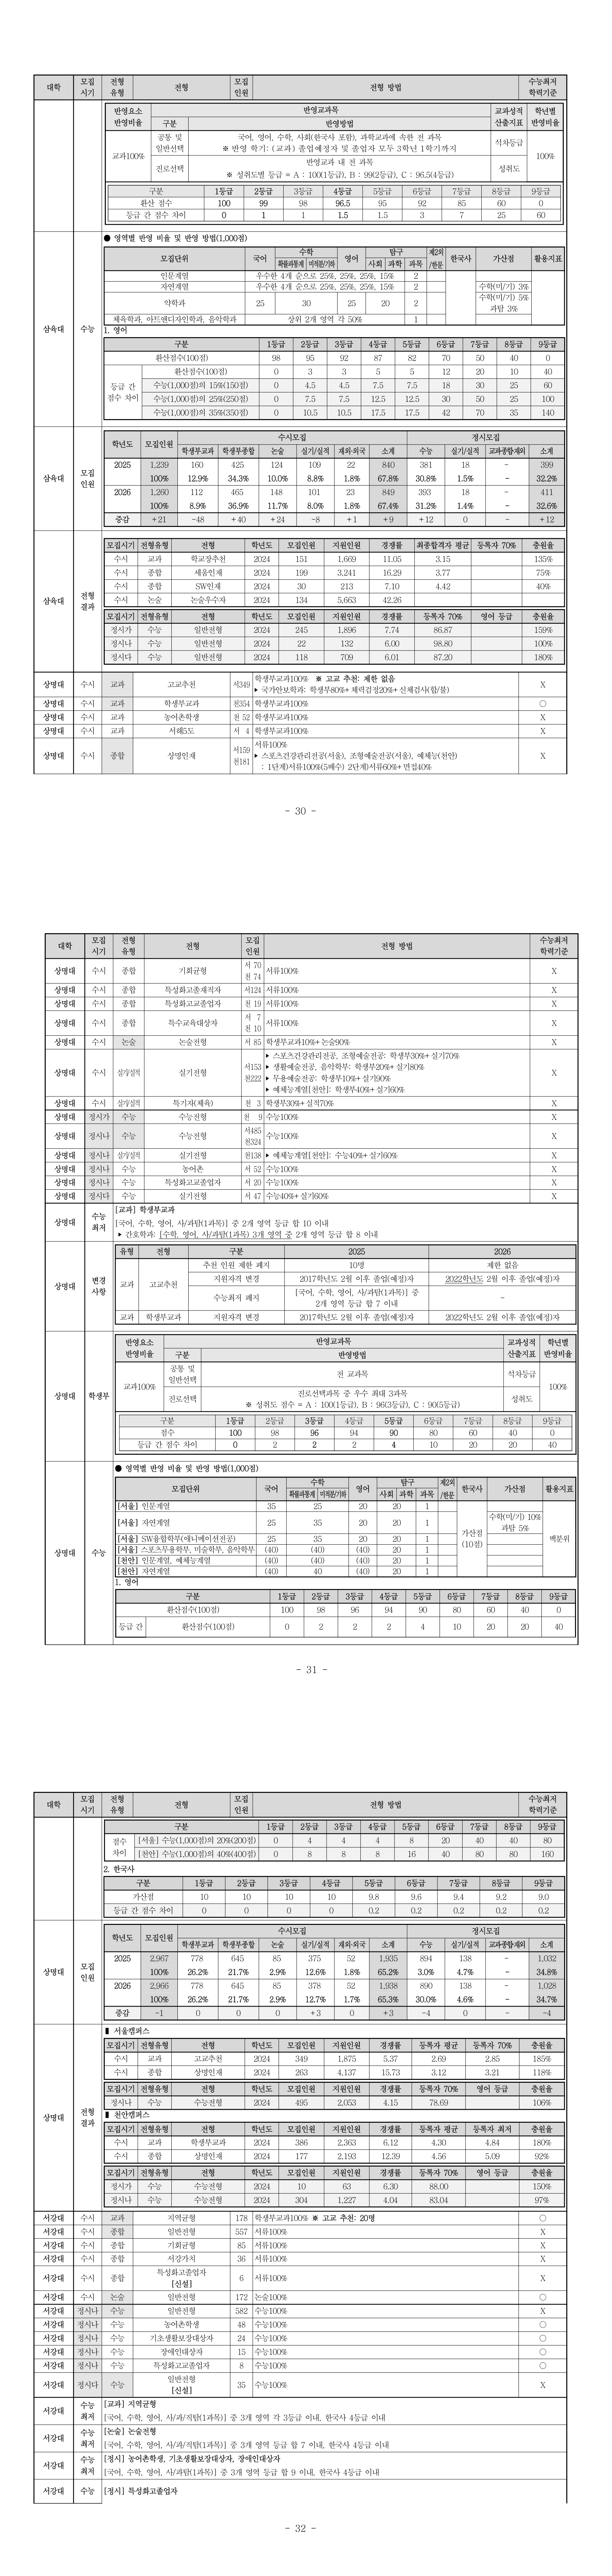 대학 모집시기 전형유형 전형 모집인원 전형 방법 수능최저학력기준
삼육대
반영요소 반영비율 반영교과목 교과성적 산출지표 학년별 반영비율
구분 반영방법
교과100% 공통 및 일반선택 국어, 영어, 수학, 사회(한국사 포함), 과학교과에 속한 전 과목 석차등급 100%
※ 반영 학기: (교과) 졸업예정자 및 졸업자 모두 3학년 1학기까지
진로선택 반영교과 내 전 과목 성취도
※ 성취도별 등급 = A : 100(1등급), B : 99(2등급), C : 96.5(4등급)
구분 1등급 2등급 3등급 4등급 5등급 6등급 7등급 8등급 9등급
환산 점수 100 99 98 96.5 95 92 85 60 0
등급 간 점수 차이 0 1 1 1.5 1.5 3 7 25 60
삼육대 수능
● 영역별 반영 비율 및 반영 방법(1,000점)
모집단위 국어 수학 영어 탐구 제2외/한문 한국사 가산점 활용지표
확률과통계 미적분/기하 사회 과학 과목
인문계열 우수한 4개 순으로 25%, 25%, 25%, 15% 2
자연계열 우수한 4개 순으로 25%, 25%, 25%, 15% 2 수학(미/기) 3%
약학과 25 30 25 20 2 수학(미/기) 5% 과탐 3%
체육학과, 아트앤디자인학과, 음악학과 상위 2개 영역 각 50% 1
1. 영어
구분 1등급 2등급 3등급 4등급 5등급 6등급 7등급 8등급 9등급
환산점수(100점) 98 95 92 87 82 70 50 40 0
등급 간 점수 차이 환산점수(100점) 0 3 3 5 5 12 20 10 40
수능(1,000점)의 15%(150점) 0 4.5 4.5 7.5 7.5 18 30 25 60
수능(1,000점)의 25%(250점) 0 7.5 7.5 12.5 12.5 30 50 25 100
수능(1,000점)의 35%(350점) 0 10.5 10.5 17.5 17.5 42 70 35 140
삼육대 모집인원
학년도 모집인원 수시모집 정시모집
학생부교과 학생부종합 논술 실기/실적 재외·외국 소계 수능 실기/실적 교과종합재외 소계
2025 1,239 160 425 124 109 22 840 381 18 - 399
100% 12.9% 34.3% 10.0% 8.8% 1.8% 67.8% 30.8% 1.5% - 32.2%
2026 1,260 112 465 148 101 23 849 393 18 - 411
100% 8.9% 36.9% 11.7% 8.0% 1.8% 67.4% 31.2% 1.4% - 32.6%
증감 +21 -48 +40 +24 -8 +1 +9 +12 0 - +12
삼육대 전형결과
모집시기 전형유형 전형 학년도 모집인원 지원인원 경쟁률 최종합격자 평균 등록자 70% 충원율
수시 교과 학교장추천 2024 151 1,669 11.05 3.15 135%
수시 종합 세움인재 2024 199 3,241 16.29 3.77 75%
수시 종합 SW인재 2024 30 213 7.10 4.42 40%
수시 논술 논술우수자 2024 134 5,663 42.26
모집시기 전형유형 전형 학년도 모집인원 지원인원 경쟁률 등록자 70% 영어 등급 충원율
정시가 수능 일반전형 2024 245 1,896 7.74 86.87 159%
정시나 수능 일반전형 2024 22 132 6.00 98.80 100%
정시다 수능 일반전형 2024 118 709 6.01 87.20 180%
상명대 수시 교과 고교추천 서349 학생부교과100% ※ 고교 추천: 제한 없음 X
▸ 국가안보학과: 학생부80%+체력검정20%+신체검사(합/불)
상명대 수시 교과 학생부교과 천354 학생부교과100% ○
상명대 수시 교과 농어촌학생 천 52 학생부교과100% X
상명대 수시 교과 서해5도 서 4 학생부교과100% X
상명대 수시 종합 상명인재 서159 천181 서류100% X
▸ 스포츠건강관리전공(서울), 조형예술전공(서울), 예체능(천안)
: 1단계)서류100%(5배수) 2단계)서류60%+면접40%
- 30 -
대학 모집시기 전형유형 전형 모집인원 전형 방법 수능최저학력기준
상명대 수시 종합 기회균형 서 70 천 74 서류100% X
상명대 수시 종합 특성화고졸재직자 서124 서류100% X
상명대 수시 종합 특성화고교졸업자 천 19 서류100% X
상명대 수시 종합 특수교육대상자 서 7 천 10 서류100% X
상명대 수시 논술 논술전형 서 85 학생부교과10%+논술90% X
상명대 수시 실기/실적 실기전형 서153 천222 ▸ 스포츠건강관리전공, 조형예술전공: 학생부30%+실기70% X
▸ 생활예술전공, 음악학부: 학생부20%+실기80%
▸ 무용예술전공: 학생부10%+실기90%
▸ 예체능계열[천안]: 학생부40%+실기60%
상명대 수시 실기/실적 특기자(체육) 천 3 학생부30%+실적70% X
상명대 정시가 수능 수능전형 천 9 수능100% X
상명대 정시나 수능 수능전형 서485 천324 수능100% X
상명대 정시나 실기/실적 실기전형 천138 ▸ 예체능계열[천안]: 수능40%+실기60% X
상명대 정시나 수능 농어촌 서 52 수능100% X
상명대 정시나 수능 특성화고교졸업자 서 20 수능100% X
상명대 정시다 수능 실기전형 서 47 수능40%+실기60% X
상명대 수능최저 [교과] 학생부교과
[국어, 수학, 영어, 사/과탐(1과목)] 중 2개 영역 등급 합 10 이내
▸ 간호학과: [수학, 영어, 사/과탐(1과목)] 3개 영역 중 2개 영역 등급 합 8 이내
상명대 변경사항
유형 전형 구분 2025 2026
교과 고교추천 추천 인원 제한 폐지 10명 제한 없음
지원자격 변경 2017학년도 2월 이후 졸업(예정)자 2022학년도 2월 이후 졸업(예정)자
수능최저 폐지 [국어, 수학, 영어, 사/과탐(1과목)] 중 2개 영역 등급 합 7 이내 -
교과 학생부교과 지원자격 변경 2017학년도 2월 이후 졸업(예정)자 2022학년도 2월 이후 졸업(예정)자
상명대 학생부
반영요소 반영비율 반영교과목 교과성적 산출지표 학년별 반영비율
구분 반영방법
교과100% 공통 및 일반선택 전 교과목 석차등급 100%
진로선택 진로선택과목 중 우수 최대 3과목 성취도
※ 성취도 점수 = A : 100(1등급), B : 96(3등급), C : 90(5등급)
구분 1등급 2등급 3등급 4등급 5등급 6등급 7등급 8등급 9등급
점수 100 98 96 94 90 80 60 40 0
등급 간 점수 차이 0 2 2 2 4 10 20 20 40
상명대 수능
● 영역별 반영 비율 및 반영 방법(1,000점)
모집단위 국어 수학 영어 탐구 제2외/한문 한국사 가산점 활용지표
확률과통계 미적분/기하 사회 과학 과목
[서울] 인문계열 35 25 20 20 1 가산점(10점) 백분위
[서울] 자연계열 25 35 20 20 1 수학(미/기) 10% 과탐 5%
[서울] SW융합학부(애니메이션전공) 25 35 20 20 1
[서울] 스포츠무용학부, 미술학부, 음악학부 (40) (40) (40) 20 1
[천안] 인문계열, 예체능계열 (40) (40) (40) 20 1
[천안] 자연계열 (40) 40 (40) 20 1
1. 영어
구분 1등급 2등급 3등급 4등급 5등급 6등급 7등급 8등급 9등급
환산점수(100점) 100 98 96 94 90 80 60 40 0
등급 간 환산점수(100점) 0 2 2 2 4 10 20 20 40
- 31 -
대학 모집시기 전형유형 전형 모집인원 전형 방법 수능최저학력기준
구분 1등급 2등급 3등급 4등급 5등급 6등급 7등급 8등급 9등급
점수 차이 [서울] 수능(1,000점)의 20%(200점) 0 4 4 4 8 20 40 40 80
[천안] 수능(1,000점)의 40%(400점) 0 8 8 8 16 40 80 80 160
2. 한국사
구분 1등급 2등급 3등급 4등급 5등급 6등급 7등급 8등급 9등급
가산점 10 10 10 10 9.8 9.6 9.4 9.2 9.0
등급 간 점수 차이 0 0 0 0 0.2 0.2 0.2 0.2 0.2
상명대 모집인원
학년도 모집인원 수시모집 정시모집
학생부교과 학생부종합 논술 실기/실적 재외·외국 소계 수능 실기/실적 교과종합재외 소계
2025 2,967 778 645 85 375 52 1,935 894 138 - 1,032
100% 26.2% 21.7% 2.9% 12.6% 1.8% 65.2% 3.0% 4.7% - 34.8%
2026 2,966 778 645 85 378 52 1,938 890 138 - 1,028
100% 26.2% 21.7% 2.9% 12.7% 1.7% 65.3% 30.0% 4.6% - 34.7%
증감 -1 0 0 0 +3 0 +3 -4 0 - -4
상명대 전형결과
▮ 서울캠퍼스
모집시기 전형유형 전형 학년도 모집인원 지원인원 경쟁률 등록자 평균 등록자 70% 충원율
수시 교과 고교추천 2024 349 1,875 5.37 2.69 2.85 185%
수시 종합 상명인재 2024 263 4,137 15.73 3.12 3.21 118%
모집시기 전형유형 전형 학년도 모집인원 지원인원 경쟁률 등록자 70% 영어 등급 충원율
정시나 수능 수능전형 2024 495 2,053 4.15 78.69 106%
▮ 천안캠퍼스
모집시기 전형유형 전형 학년도 모집인원 지원인원 경쟁률 등록자 평균 등록자 최저 충원율
수시 교과 학생부교과 2024 386 2,363 6.12 4.30 4.84 180%
수시 종합 상명인재 2024 177 2,193 12.39 4.56 5.09 92%
모집시기 전형유형 전형 학년도 모집인원 지원인원 경쟁률 등록자 70% 영어 등급 충원율
정시가 수능 수능전형 2024 10 63 6.30 88.00 150%
정시나 수능 수능전형 2024 304 1,227 4.04 83.04 97%
서강대 수시 교과 지역균형 178 학생부교과100% ※ 고교 추천: 20명 ○
서강대 수시 종합 일반전형 557 서류100% X
서강대 수시 종합 기회균형 85 서류100% X
서강대 수시 종합 서강가치 36 서류100% X
서강대 수시 종합 특성화고졸업자 [신설] 6 서류100% X
서강대 수시 논술 일반전형 172 논술100% ○
서강대 정시나 수능 일반전형 582 수능100% X
서강대 정시나 수능 농어촌학생 48 수능100% ○
서강대 정시나 수능 기초생활보장대상자 24 수능100% ○
서강대 정시나 수능 장애인대상자 15 수능100% ○
서강대 정시나 수능 특성화고교졸업자 8 수능100% ○
서강대 정시다 수능 일반전형 [신설] 35 수능100% X
서강대 수능최저 [교과] 지역균형
[국어, 수학, 영어, 사/과/직탐(1과목)] 중 3개 영역 각 3등급 이내, 한국사 4등급 이내
서강대 수능최저 [논술] 논술전형
[국어, 수학, 영어, 사/과/직탐(1과목)] 중 3개 영역 등급 합 7 이내, 한국사 4등급 이내
서강대 수능최저 [정시] 농어촌학생, 기초생활보장대상자, 장애인대상자
[국어, 수학, 영어, 사/과탐(1과목)] 중 3개 영역 등급 합 9 이내, 한국사 4등급 이내
서강대 수능 [정시] 특성화고졸업자
- 32 -